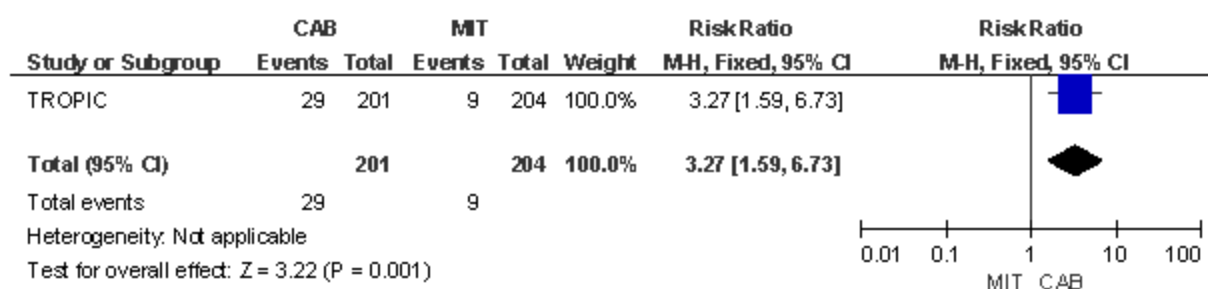 CAB MIT Risk Ratio Risk Ratio
Study or Subgroup Events Total Events Total Weight M-H, Fixed, 95% CI M-H, Fixed, 95% CI
TROPIC 29 201 9 204 100.0% 3.27 [1.59, 6.73]
Total (95% CI) 201 204 100.0% 3.27 [1.59, 6.73]
Total events 29 9
Heterogeneity: Not applicable
Test for overall effect: Z = 3.22 (P = 0.001)
0.01 0.1 1 10 100
MIT CAB